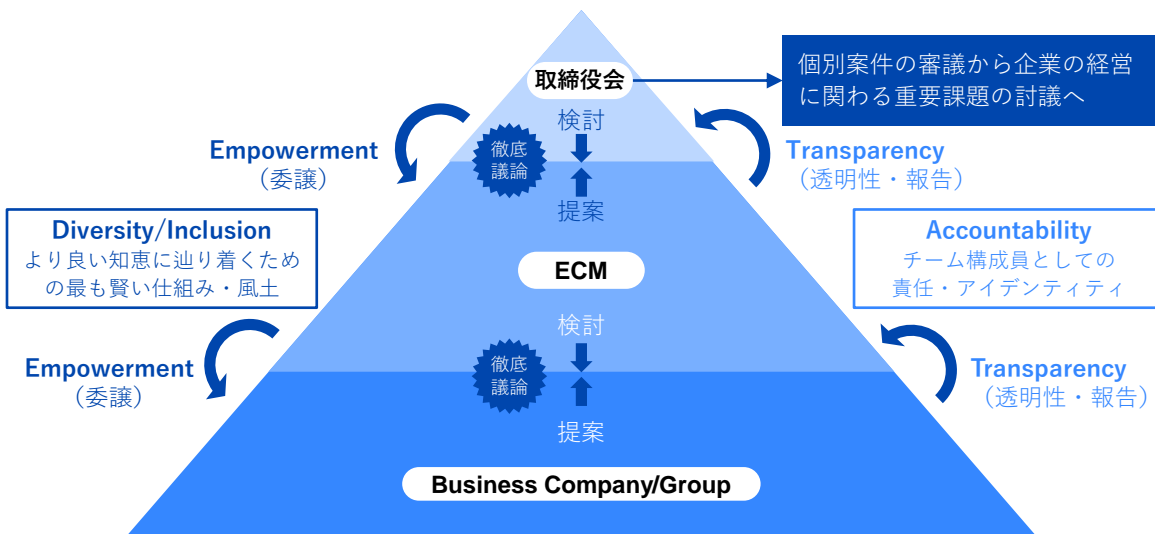 取締役会
個別案件の審議から企業の経営
に関わる重要課題の討議へ
検討
徹底
議論
提案
Empowerment
（委譲）
Transparency
（透明性・報告）
Diversity/Inclusion
より良い知恵に辿り着くため
の最も賢い仕組み・風土
ECM
Accountability
チーム構成員としての
責任・アイデンティティ
検討
徹底
議論
提案
Empowerment
（委譲）
Transparency
（透明性・報告）
Business Company/Group